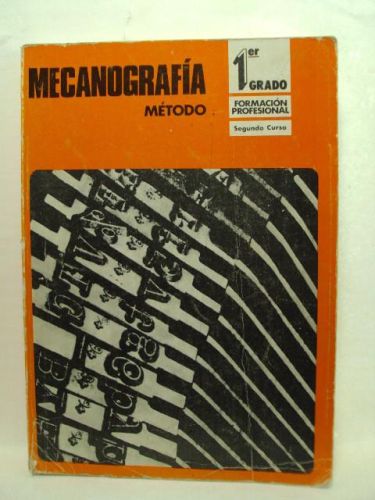 MECANOGRAFÍA
MÉTODO
1er
GRADO
FORMACIÓN
PROFESIONAL
Segundo Curso